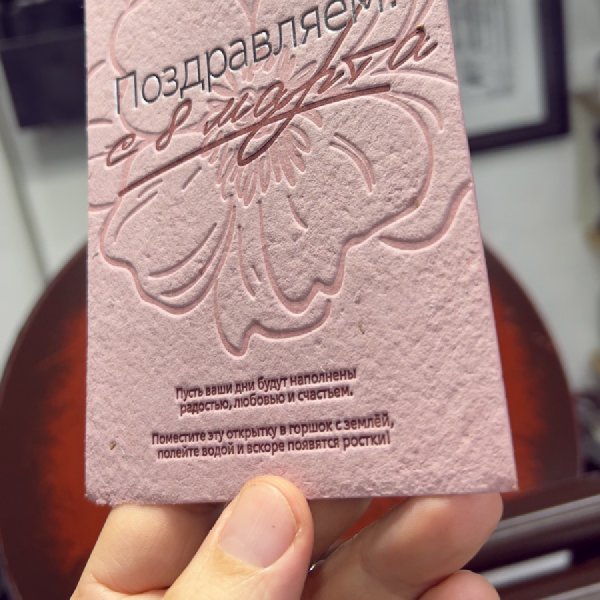 Поздравляем!
с 8 марта
Пусть ваши дни будут наполнены
радостью, любовью и счастьем.
Поместите эту открытку в горшок с землёй,
полейте водой и вскоре появятся ростки!